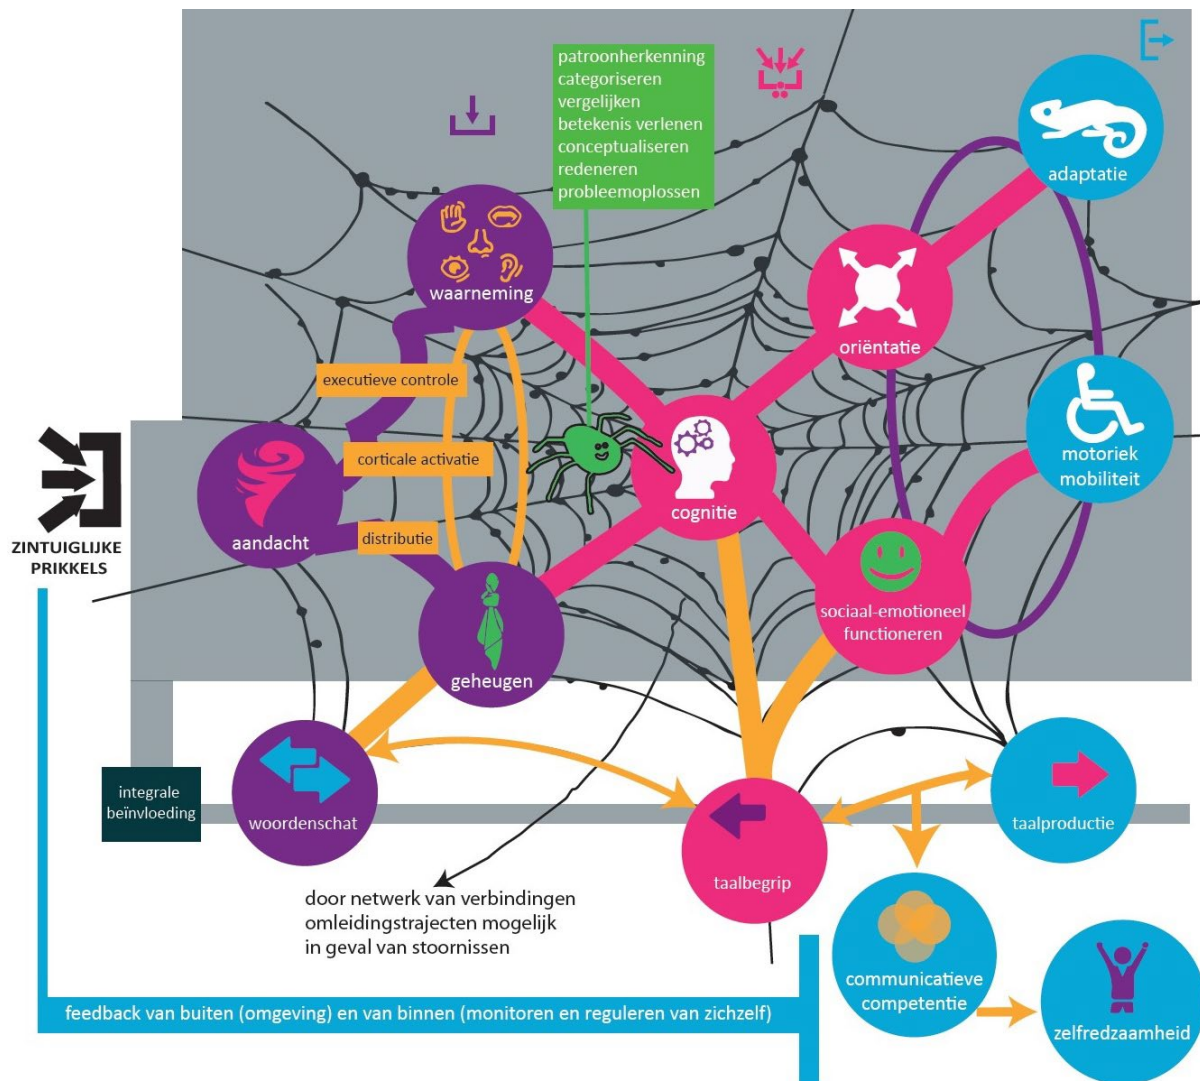 patroonherkenning
categoriseren
vergelijken
betekenis verlenen
conceptualiseren
redeneren
probleemoplossen
adaptatie
waarneming
oriëntatie
executieve controle
corticale activatie
distributie
ZINTUIGLIJKE
PRIKKELS
aandacht
cognitie
motoriek
mobiliteit
sociaal-emotioneel
functioneren
geheugen
integrale
beïnvloeding
woordenschat
taalbegrip
taalproductie
door netwerk van verbindingen
omleidingstrajecten mogelijk
in geval van stoornissen
communicatieve
competentie
zelfredzaamheid
feedback van buiten (omgeving) en van binnen (monitoren en reguleren van zichzelf)